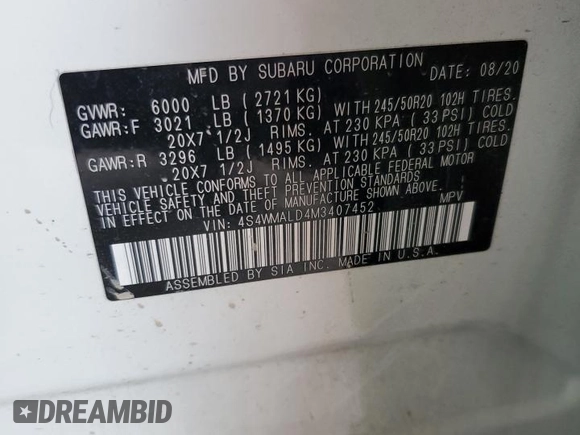 MFD BY SUBARU CORPORATION DATE: 08/20
GVWR: 6000 LB (2721 KG)
GAWR:F 3021 LB (1370 KG) WITH 245/50R20 102H TIRES.
20X7 1/2J RIMS. AT 230 KPA (33 PSI) COLD
GAWR:R 3296 LB (1495 KG) WITH 245/50R20 102H TIRES.
20X7 1/2J RIMS. AT 230 KPA (33 PSI) COLD
THIS VEHICLE CONFORMS TO ALL APPLICABLE FEDERAL MOTOR
VEHICLE SAFETY AND THEFT PREVENTION STANDARDS
IN EFFECT ON THE DATE OF MANUFACTURE SHOWN ABOVE.
VIN: 4S4WMALD4M3407452 MPV
ASSEMBLED BY SIA INC. MADE IN U.S.A.
DREAMBID